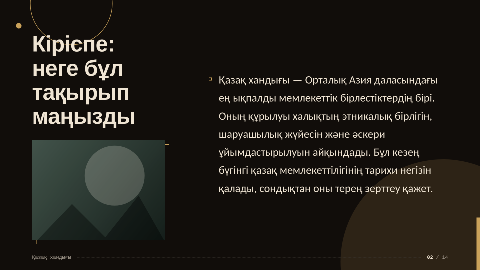 Кіріспе:
неге бұл
тақырып
маңызды
Қазақ хандығы — Орталық Азия даласындағы
ең ықпалды мемлекеттік бірлестіктердің бірі.
Оның құрылуы халықтың этникалық бірлігін,
шаруашылық жүйесін және әскери
ұйымдастырылуын айқындады. Бұл кезең
бүгінгі қазақ мемлекеттілігінің тарихи негізін
қалады, сондықтан оны терең зерттеу қажет.
Қазақ хандығы
02 / 14